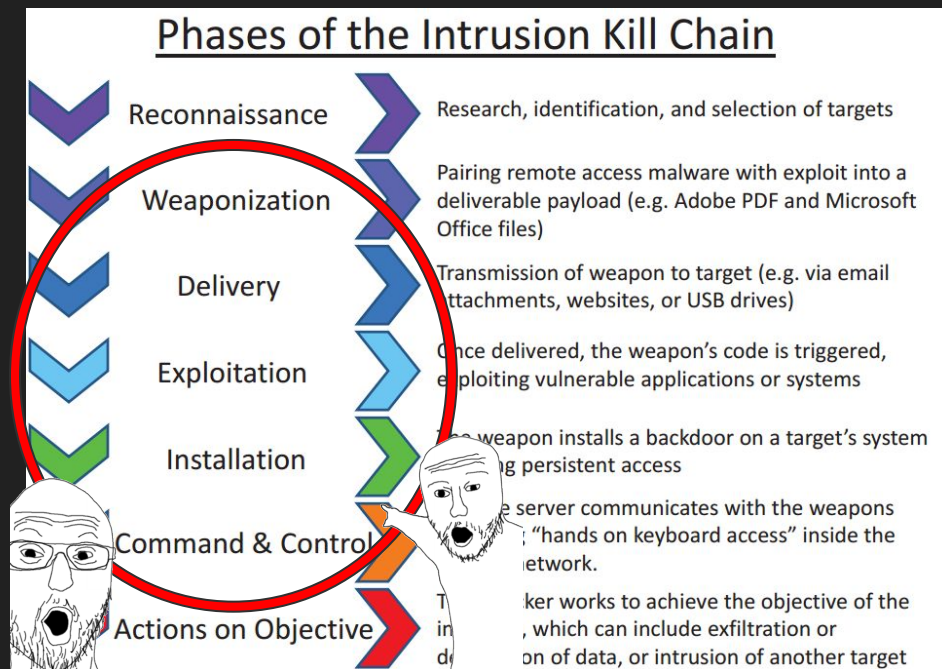 Phases of the Intrusion Kill Chain
Reconnaissance
Research, identification, and selection of targets
Weaponization
Pairing remote access malware with exploit into a
deliverable payload (e.g. Adobe PDF and Microsoft
Office files)
Delivery
Transmission of weapon to target (e.g. via email
attachments, websites, or USB drives)
Exploitation
Once delivered, the weapon's code is triggered,
exploiting vulnerable applications or systems
Installation
weapon installs a backdoor on a target's system
persistent access
Command & Control
server communicates with the weapons
"hands on keyboard access" inside the
Actions on Objective
works to achieve the objective of the
, which can include exfiltration or
of data, or intrusion of another target